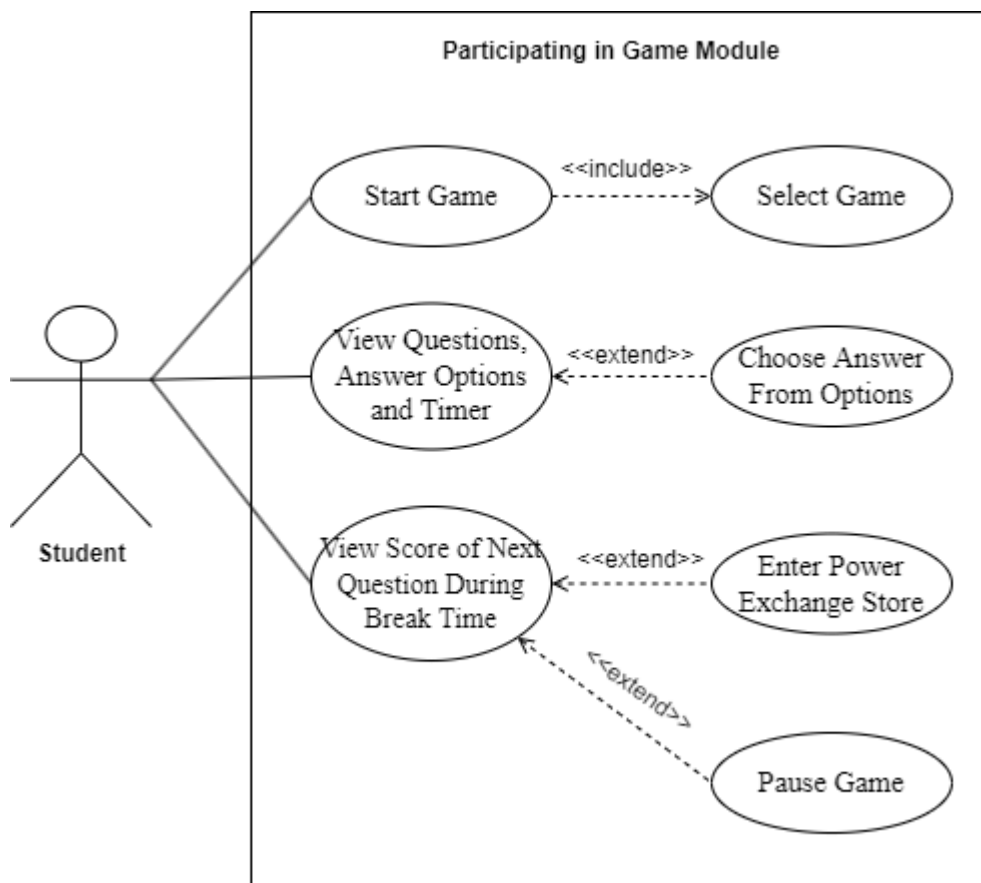 Participating in Game Module
Start Game
<<include>>
Select Game
View Questions,
Answer Options
and Timer
<<extend>>
Choose Answer
From Options
Student
View Score of Next
Question During
Break Time
<<extend>>
Enter Power
Exchange Store
<<extend>>
Pause Game